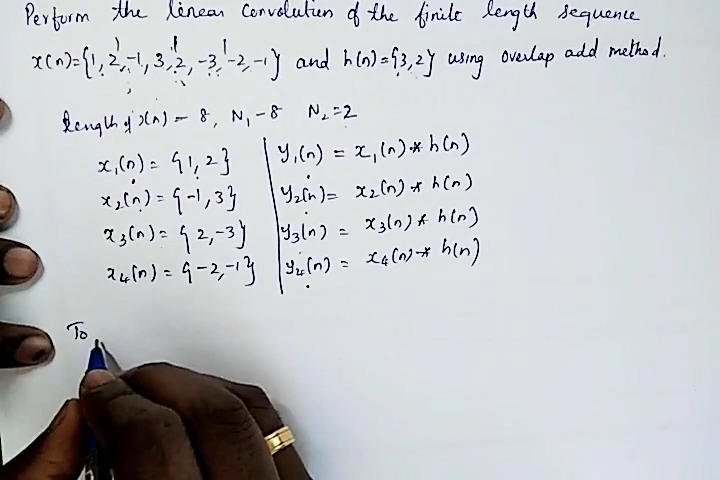 Perform the linear Convolution of the finite length sequence
x(n)={1, 2, -1, 3, 2, -3, -2, -1} and h(n)={3, 2} using overlap add method.
Length of x(n) - 8, N₁ - 8 N₂ = 2
x₁(n) = {1, 2} y₁(n) = x₁(n) * h(n)
x₂(n) = {-1, 3} y₂(n) = x₂(n) * h(n)
x₃(n) = {2, -3} y₃(n) = x₃(n) * h(n)
x₄(n) = {-2, -1} y₄(n) = x₄(n) * h(n)
To